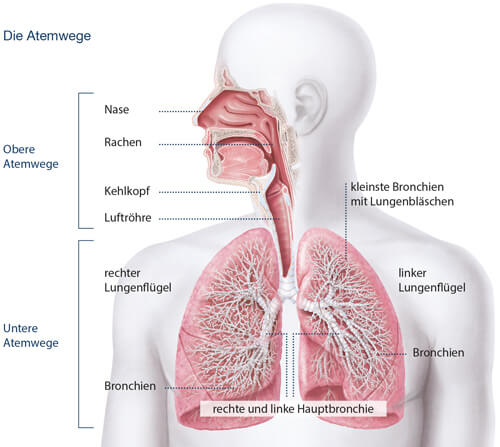 Die Atemwege
Obere
Atemwege
Nase
Rachen
Kehlkopf
Luftröhre
kleinste Bronchien
mit Lungenbläschen
Untere
Atemwege
rechter
Lungenflügel
linker
Lungenflügel
Bronchien
Bronchien
rechte und linke Hauptbronchie